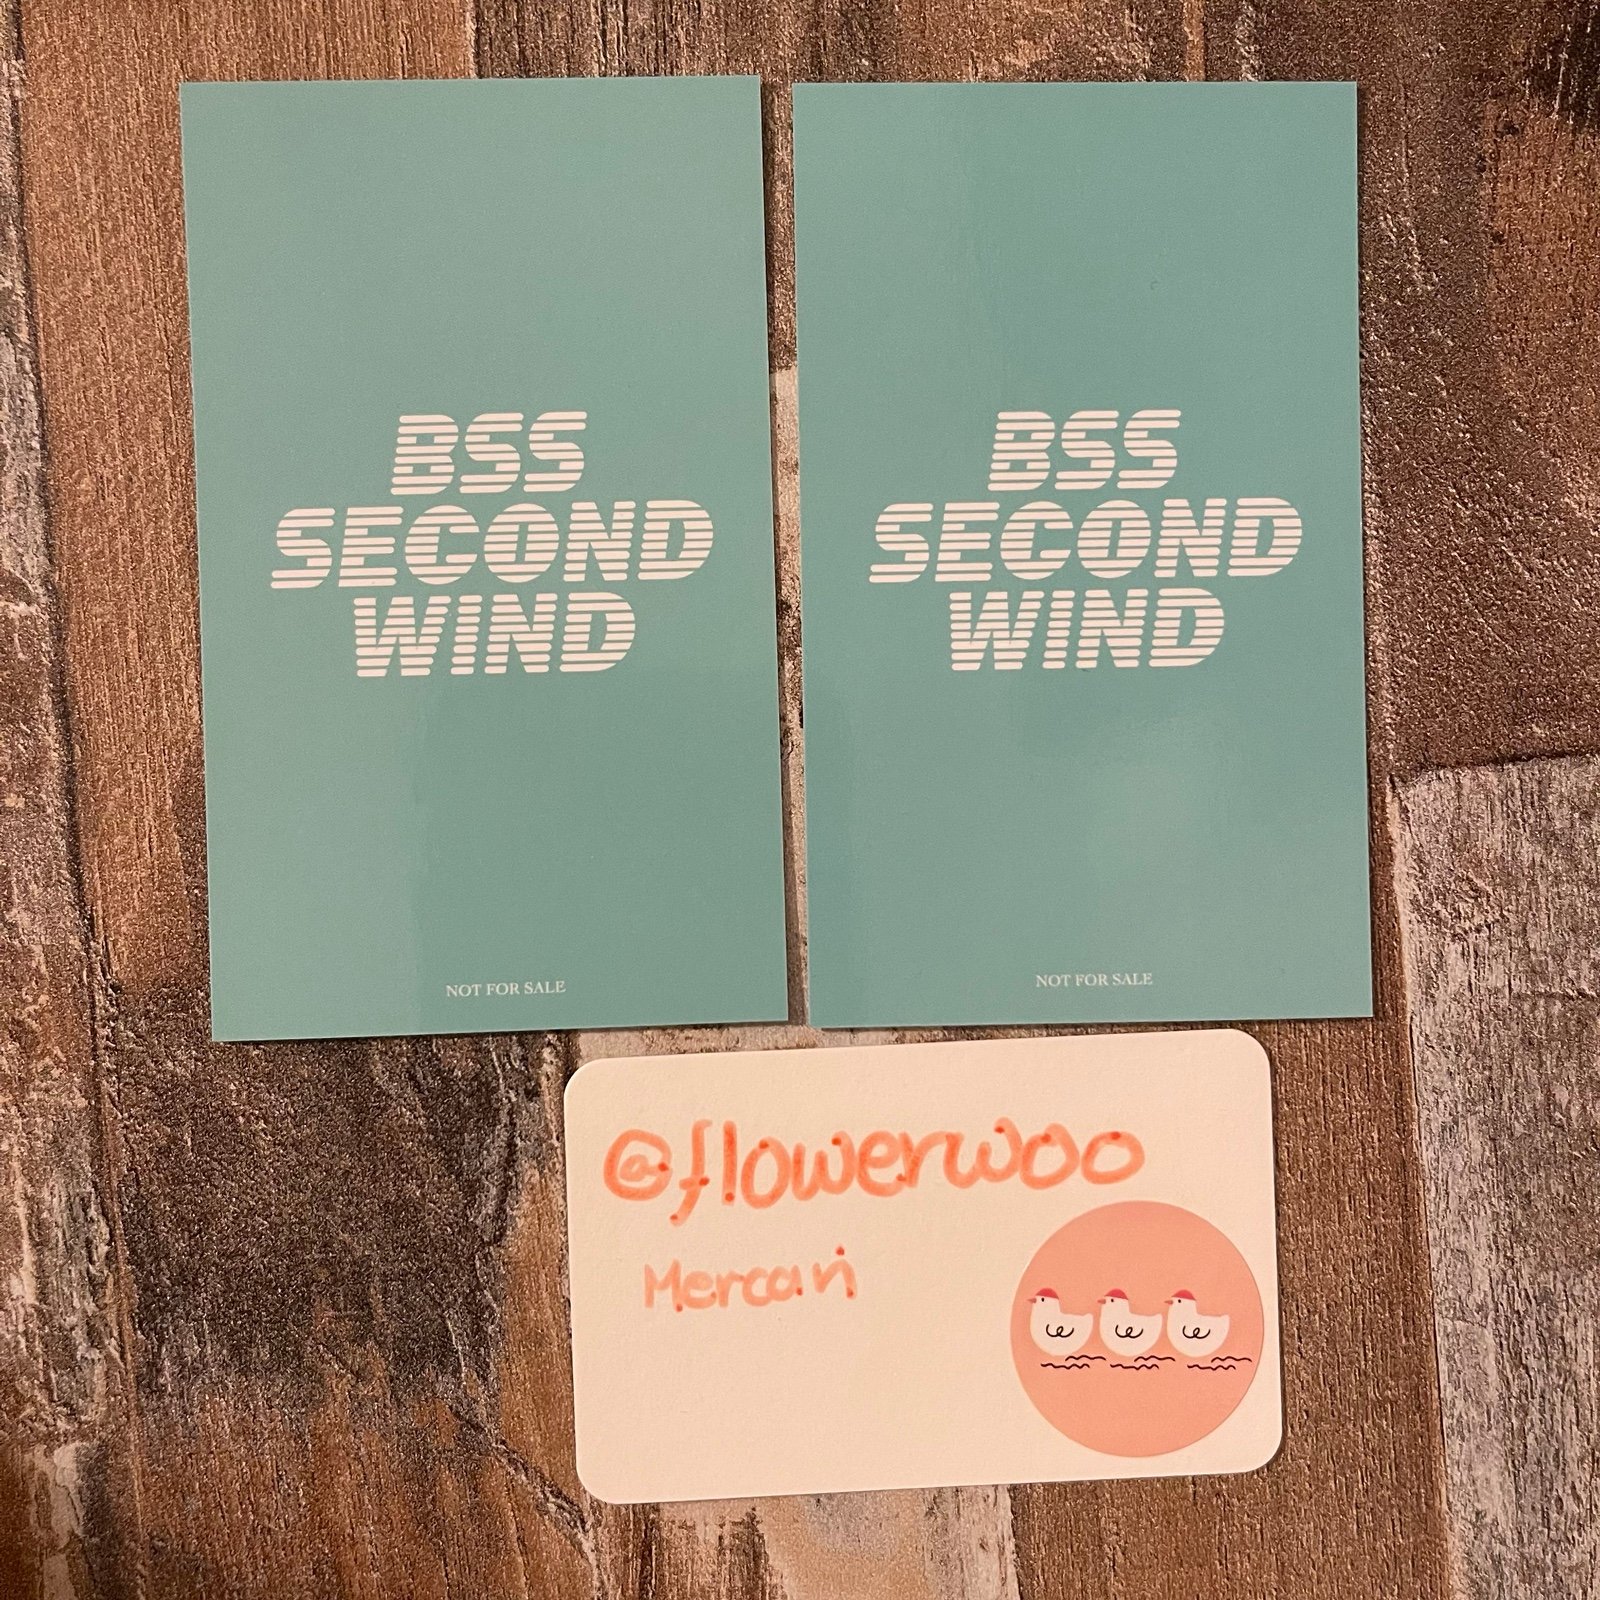 BSS
SECOND
WIND
NOT FOR SALE
BSS
SECOND
WIND
NOT FOR SALE
@flowerwoo
Mercari